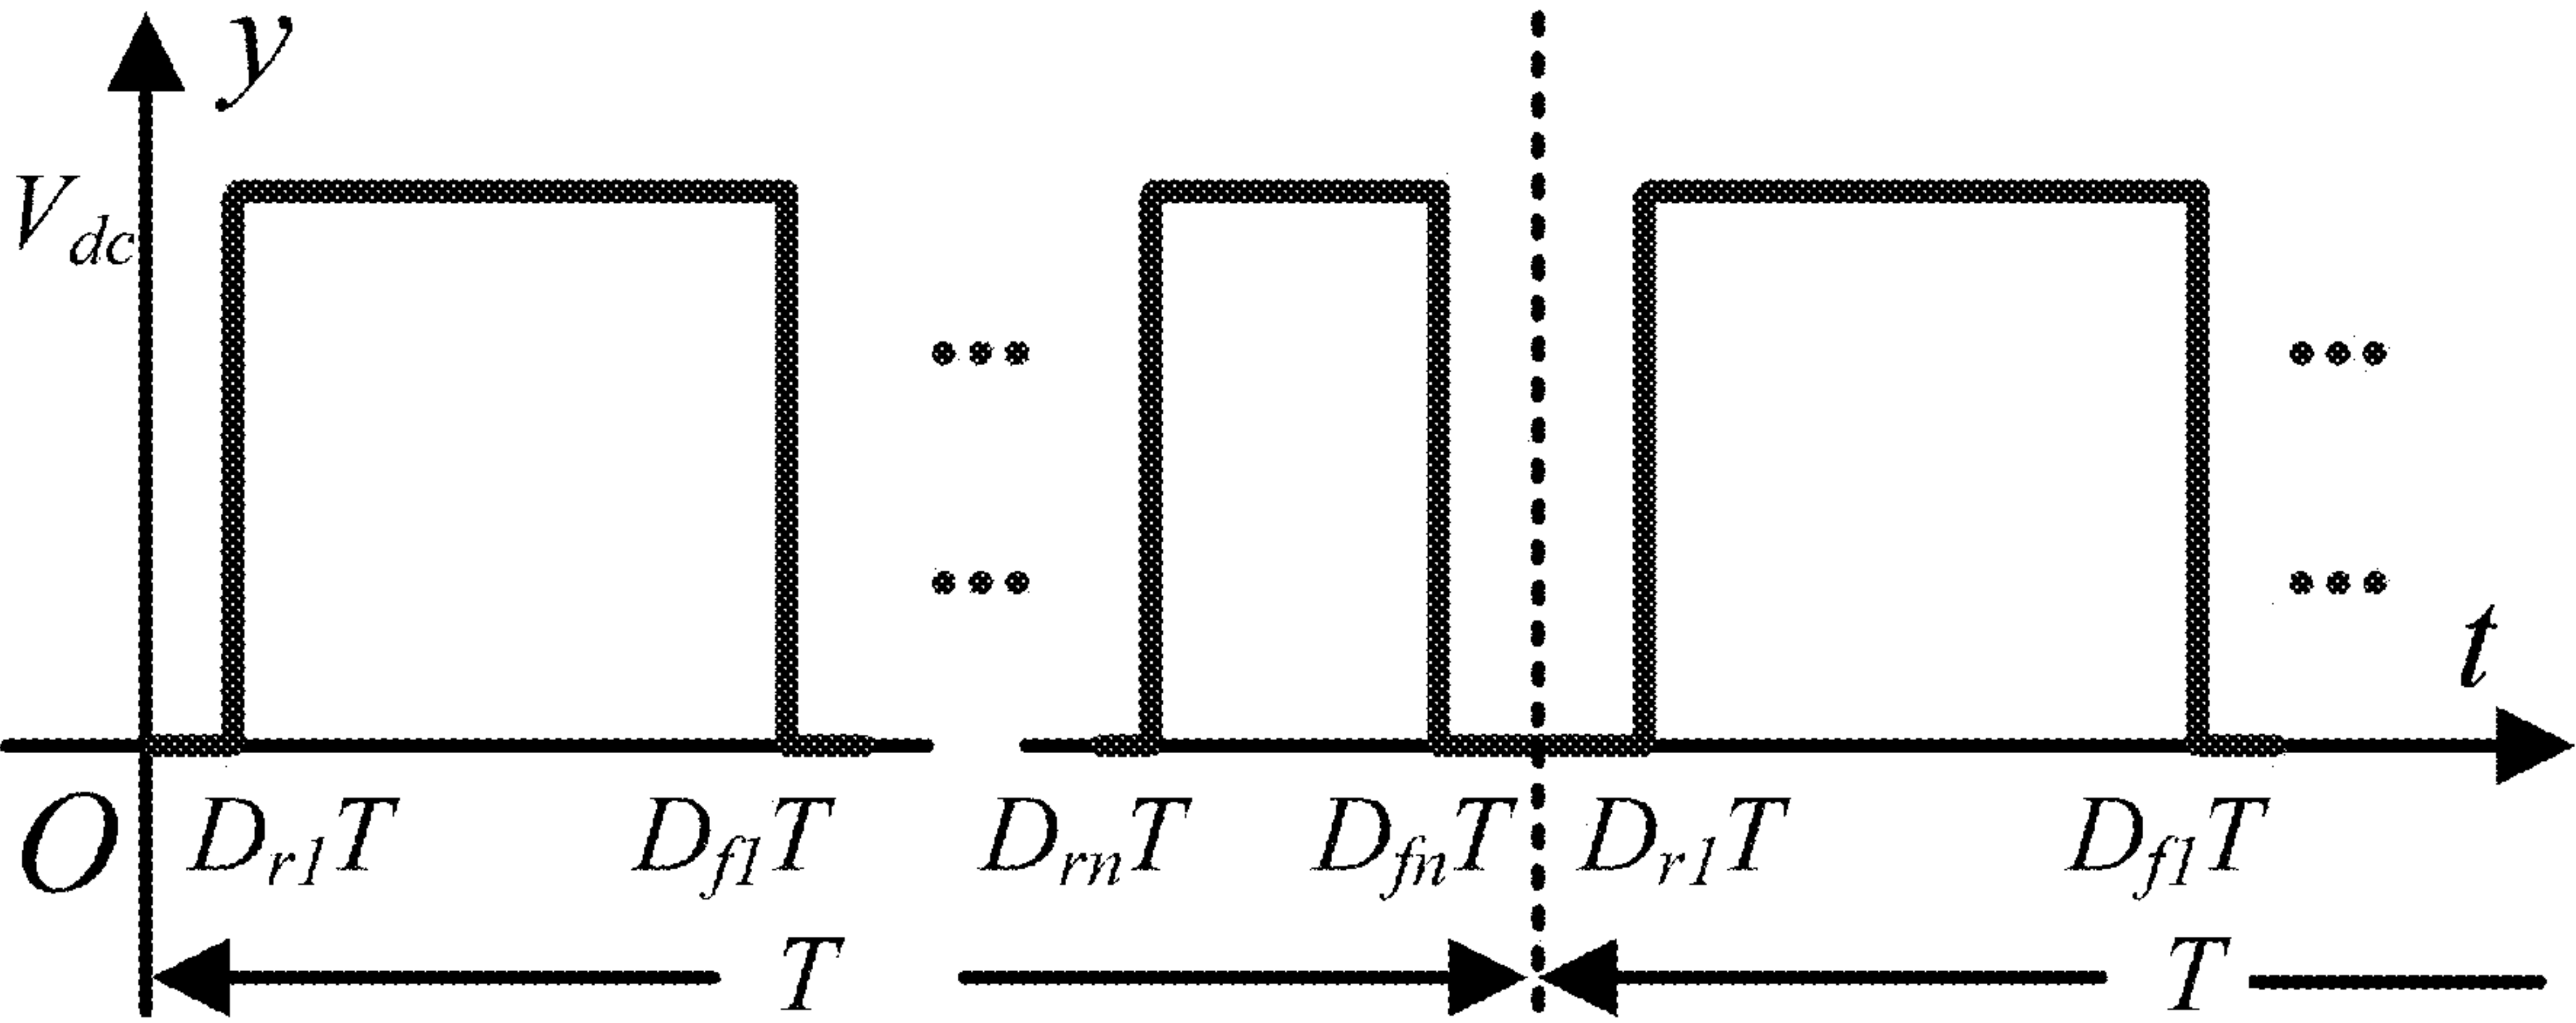 y
V_dc
... ...
... ...
t
O D_r1T D_f1T D_rnT D_fnT D_r1T D_f1T
T T